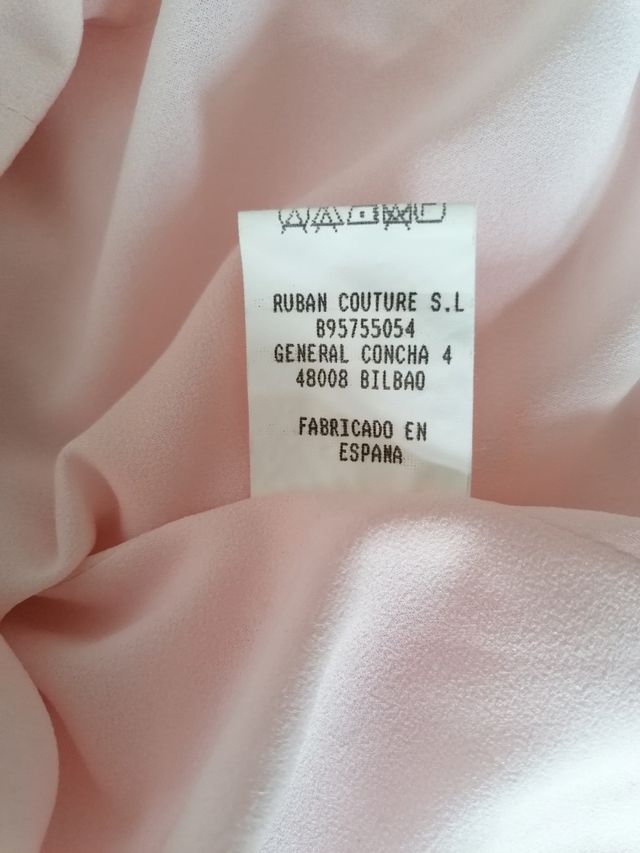 RUBAN COUTURE S.L
B95755054
GENERAL CONCHA 4
48008 BILBAO
FABRICADO EN
ESPANA